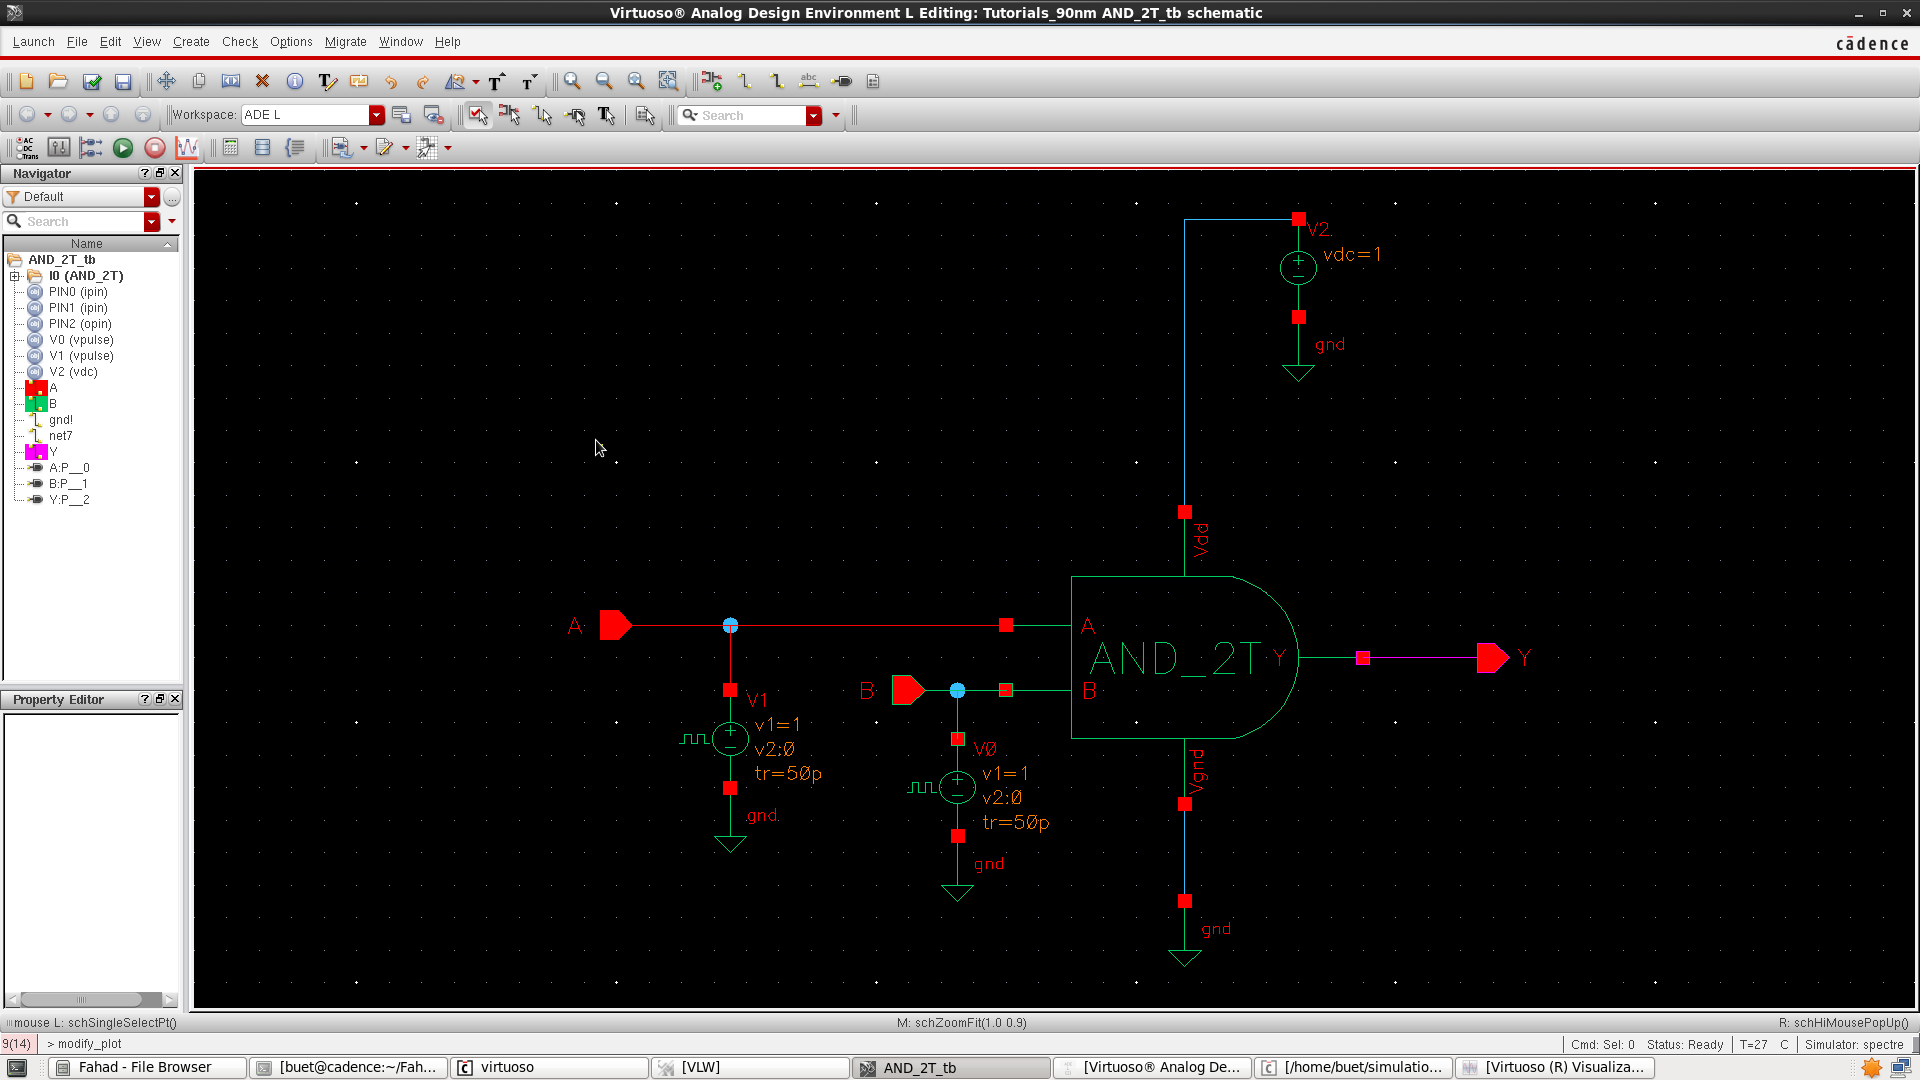 Virtuoso® Analog Design Environment L Editing: Tutorials_90nm AND_2T_tb schematic
Launch File Edit View Create Check Options Migrate Window Help
cādence
abc
Workspace: ADE L
Search
AC
DC
Trans
Navigator
Default
Search
Name
AND_2T_tb
I0 (AND_2T)
PIN0 (ipin)
PIN1 (ipin)
PIN2 (opin)
V0 (vpulse)
V1 (vpulse)
V2 (vdc)
A
B
gnd!
net7
Y
A:P__0
B:P__1
Y:P__2
Property Editor
V2
vdc=1
gnd
Vdd
A
A
AND_2T
Y
Y
B
B
V1
v1=1
v2:0
tr=50p
gnd
V0
v1=1
v2:0
tr=50p
gnd
Vgnd
gnd
mouse L: schSingleSelectPt()
M: schZoomFit(1.0 0.9)
R: schHiMousePopUp()
9(14) > modify_plot
Cmd: Sel: 0 Status: Ready T=27 C Simulator: spectre
Fahad - File Browser
[buet@cadence:~/Fah...
virtuoso
[VLW]
AND_2T_tb
[Virtuoso® Analog De...
[/home/buet/simulatio...
[Virtuoso (R) Visualiza...